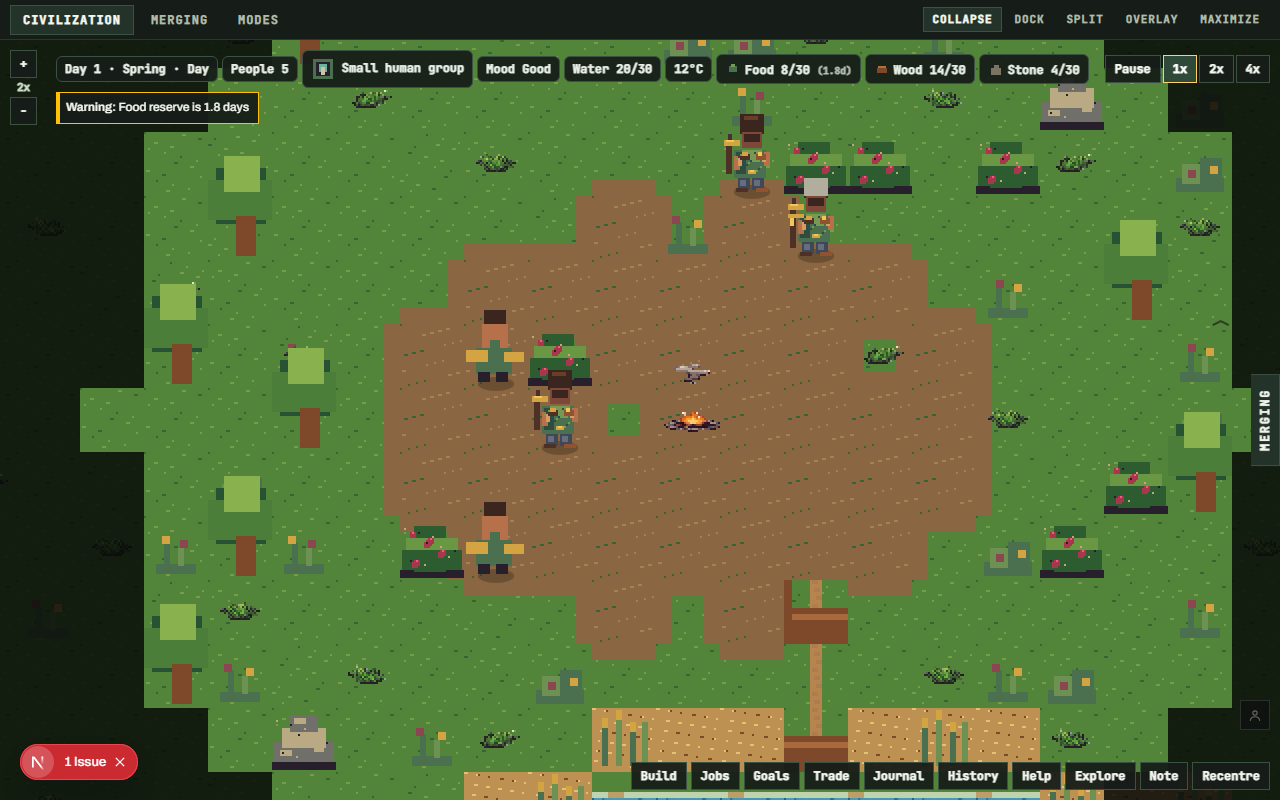 CIVILIZATION MERGING MODES COLLAPSE DOCK SPLIT OVERLAY MAXIMIZE
+
2x
-
Day 1 · Spring · Day People 5 Small human group Mood Good Water 20/30 12°C Food 8/30 (1.8d) Wood 14/30 Stone 4/30 Pause 1x 2x 4x
Warning: Food reserve is 1.8 days
MERGING
N 1 Issue
Build Jobs Goals Trade Journal History Help Explore Note Recentre